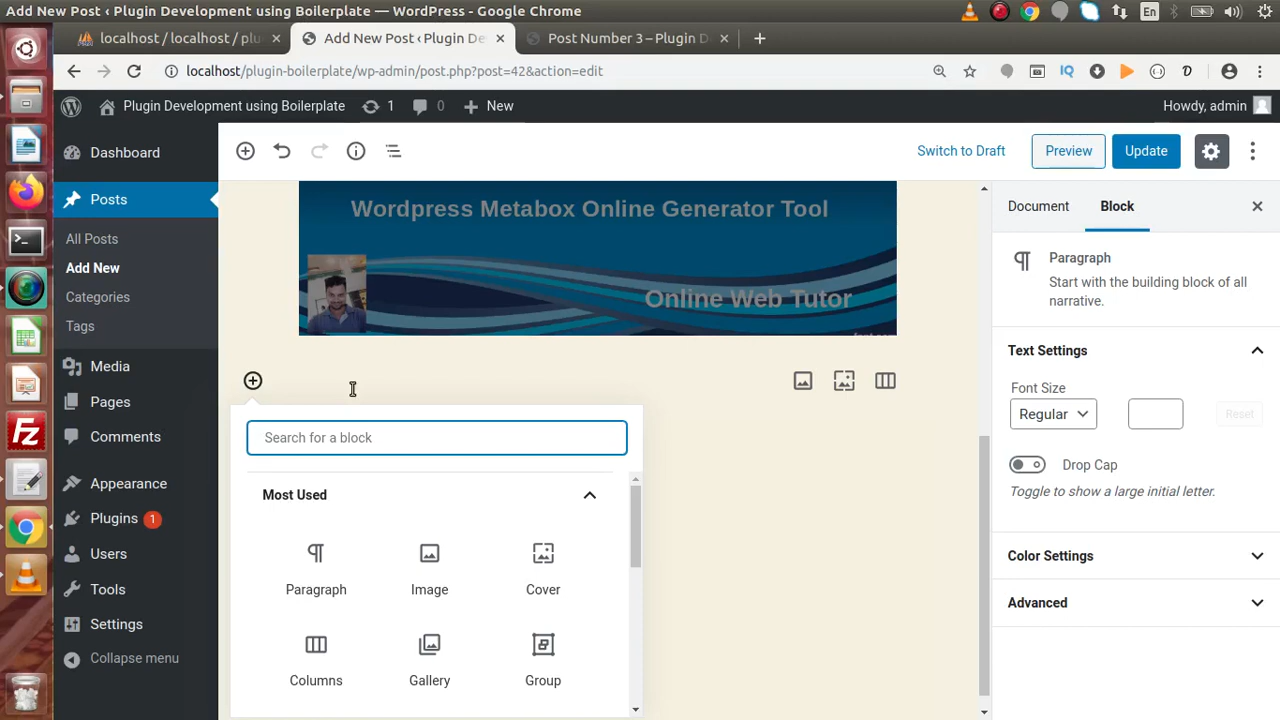 Add New Post ‹ Plugin Development using Boilerplate — WordPress - Google Chrome
En
localhost / localhost / plu
Add New Post ‹ Plugin De
Post Number 3 – Plugin D
localhost/plugin-boilerplate/wp-admin/post.php?post=42&action=edit
IQ
Plugin Development using Boilerplate
1
0
New
Howdy, admin
Dashboard
Posts
All Posts
Add New
Categories
Tags
Media
Pages
Comments
Appearance
Plugins 1
Users
Tools
Settings
Collapse menu
Switch to Draft
Preview
Update
Wordpress Metabox Online Generator Tool
Online Web Tutor
Search for a block
Most Used
Paragraph
Image
Cover
Columns
Gallery
Group
Document
Block
Paragraph
Start with the building block of all
narrative.
Text Settings
Font Size
Regular
Reset
Drop Cap
Toggle to show a large initial letter.
Color Settings
Advanced